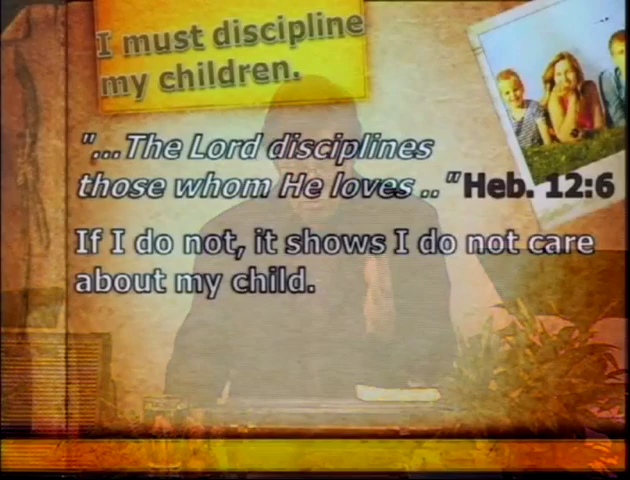 I must discipline
my children.
"...The Lord disciplines
those whom He loves .." Heb. 12:6
If I do not, it shows I do not care
about my child.